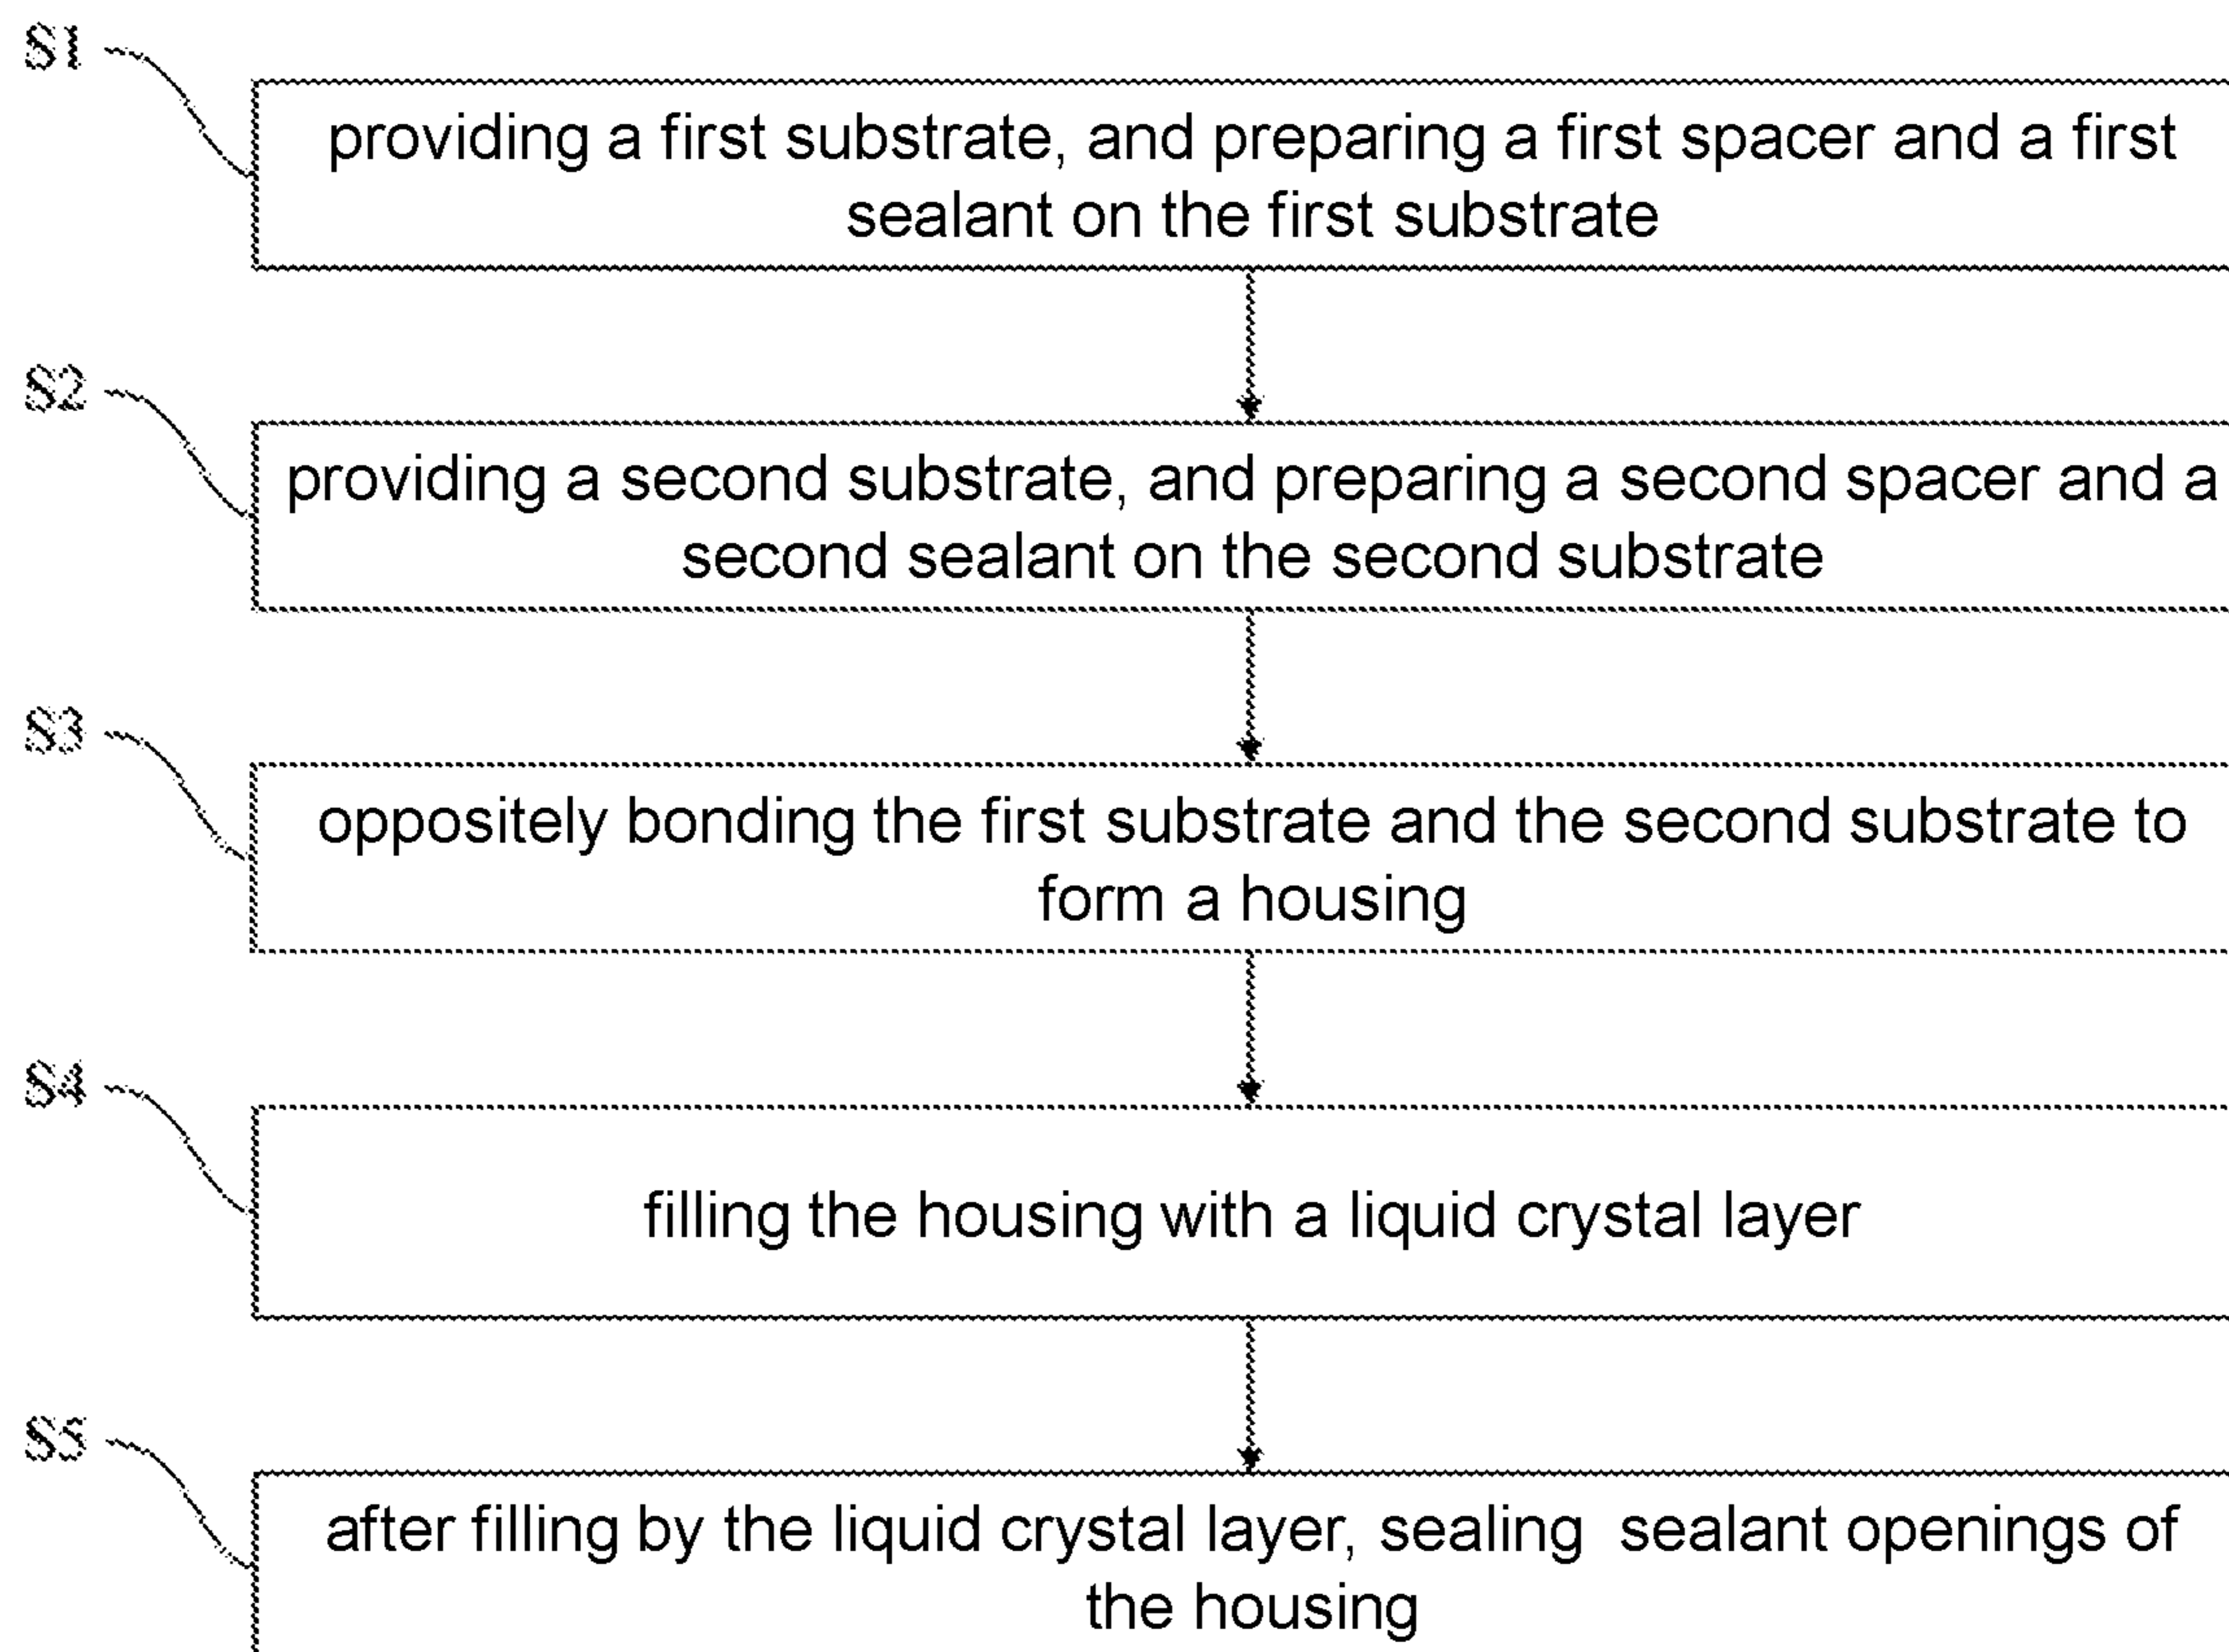 S1
providing a first substrate, and preparing a first spacer and a first
sealant on the first substrate
S2
providing a second substrate, and preparing a second spacer and a
second sealant on the second substrate
S3
oppositely bonding the first substrate and the second substrate to
form a housing
S4
filling the housing with a liquid crystal layer
S5
after filling by the liquid crystal layer, sealing  sealant openings of
the housing